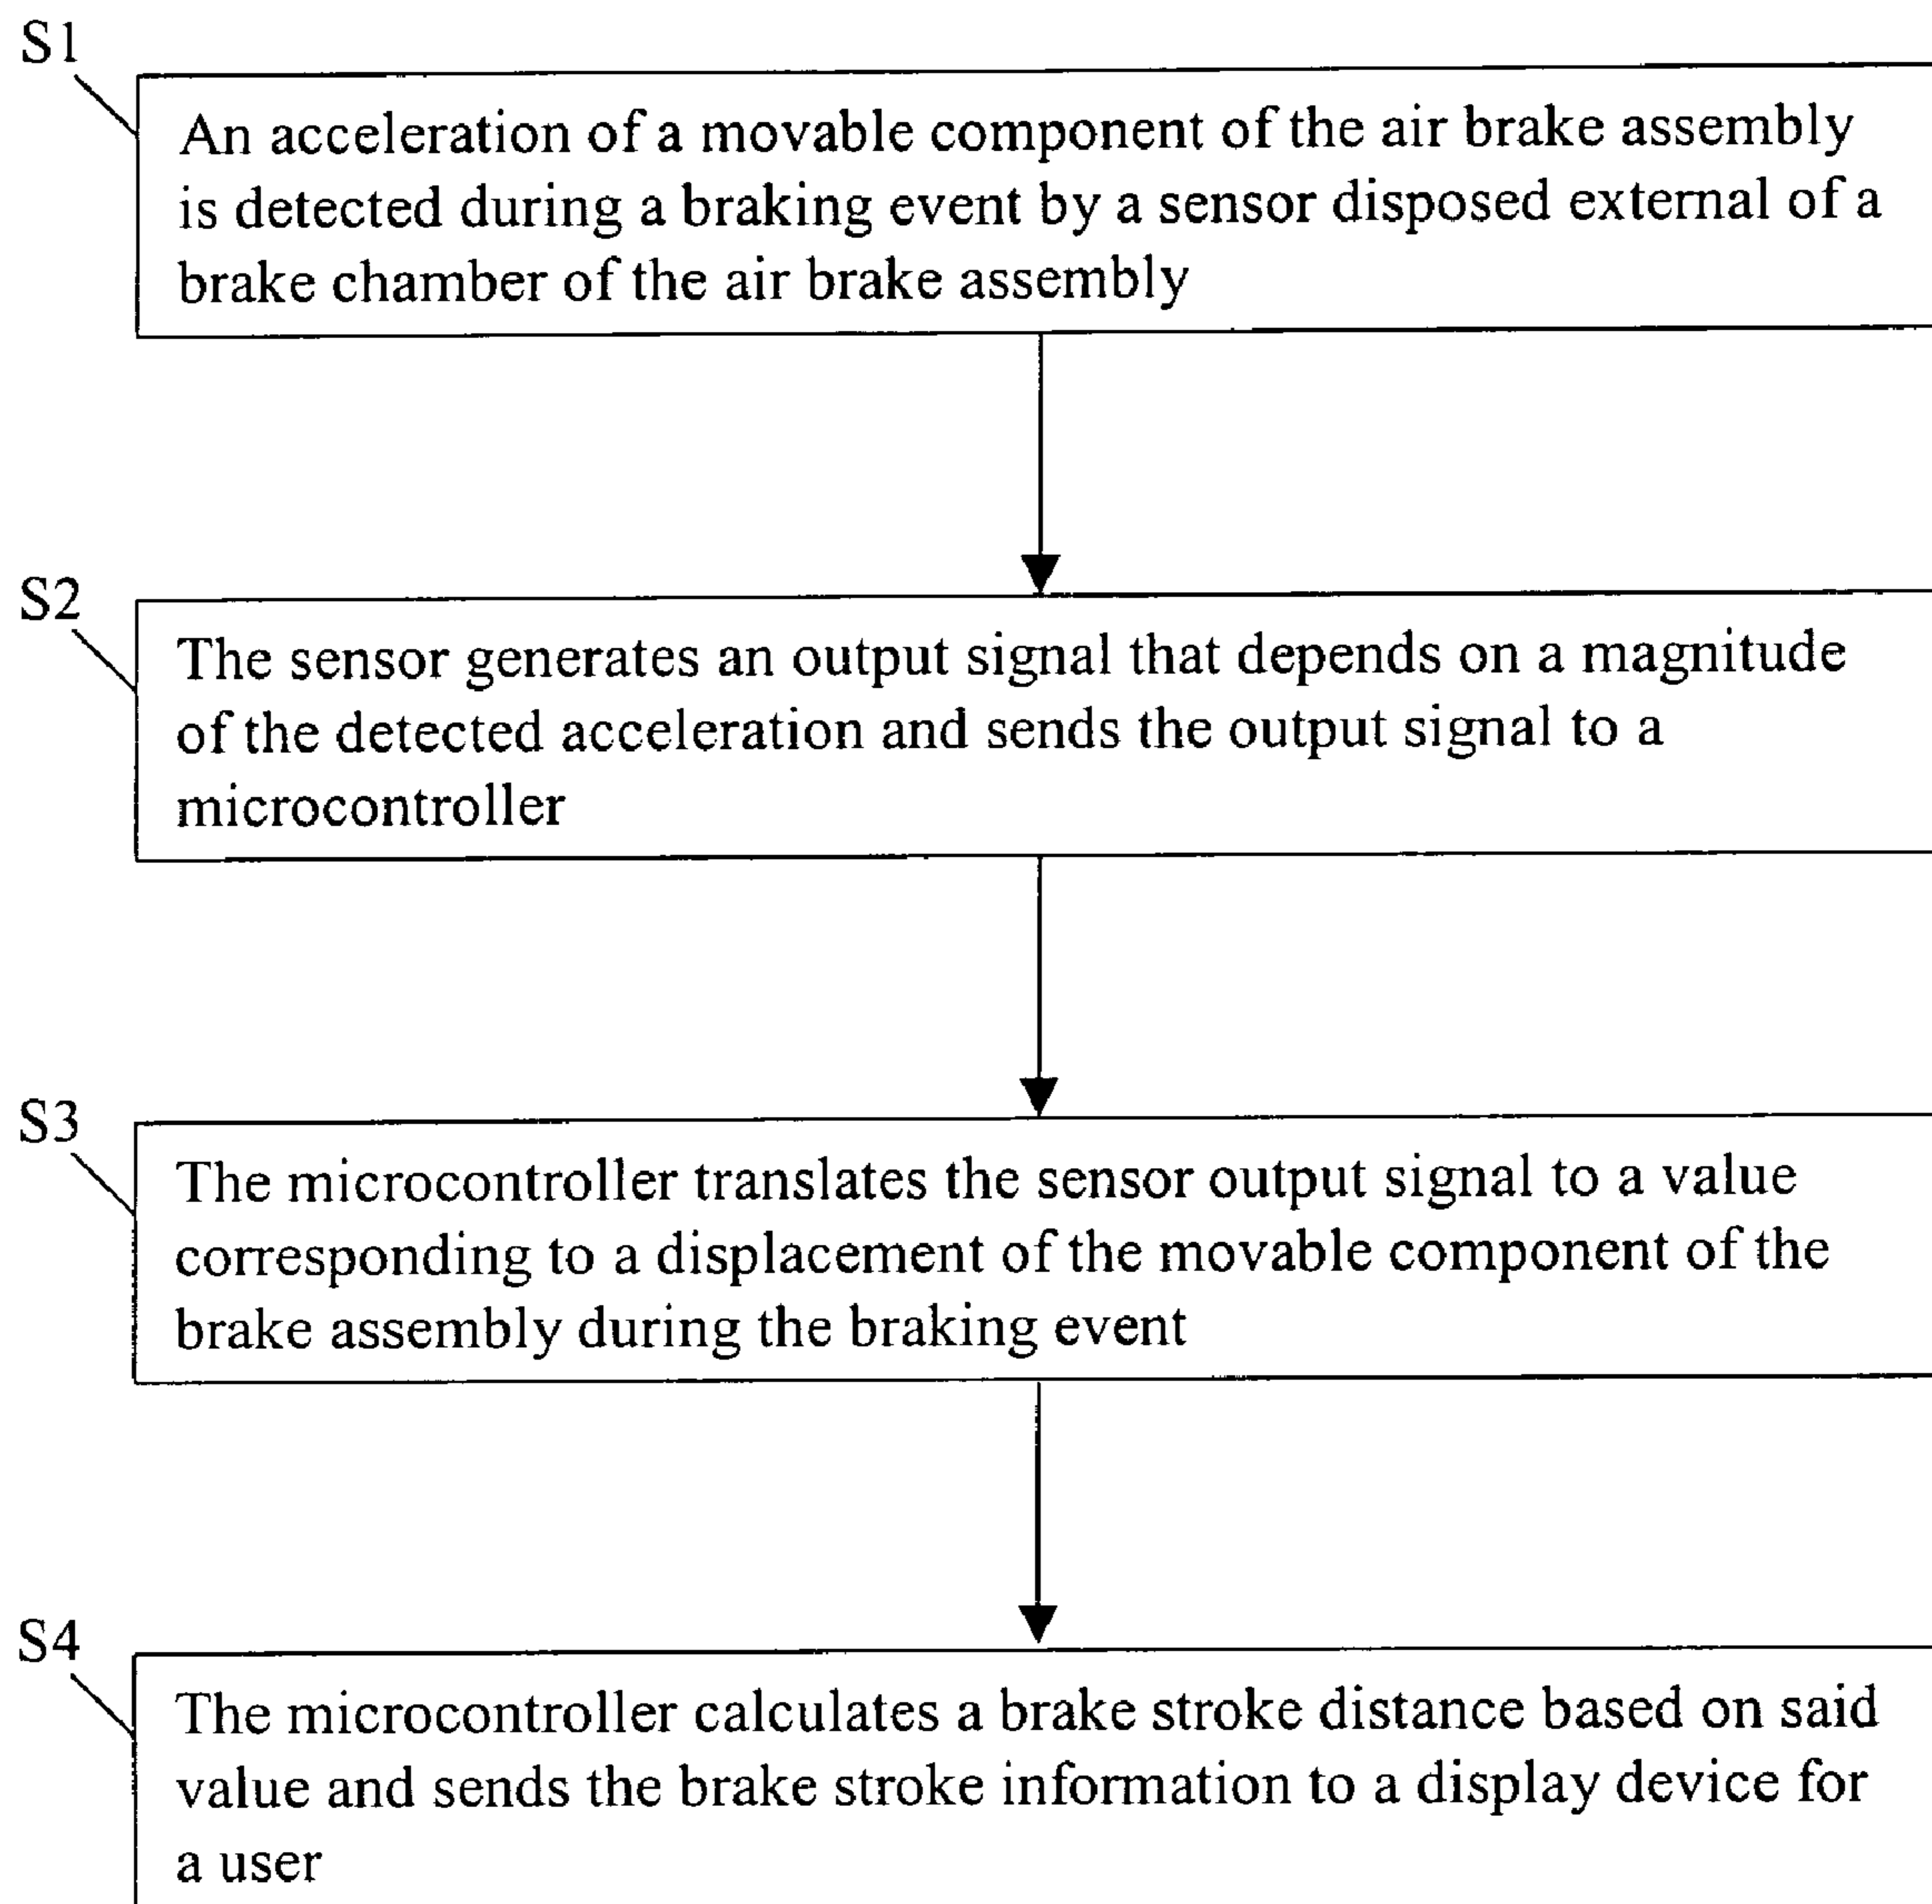 S1
An acceleration of a movable component of the air brake assembly
is detected during a braking event by a sensor disposed external of a
brake chamber of the air brake assembly
S2
The sensor generates an output signal that depends on a magnitude
of the detected acceleration and sends the output signal to a
microcontroller
S3
The microcontroller translates the sensor output signal to a value
corresponding to a displacement of the movable component of the
brake assembly during the braking event
S4
The microcontroller calculates a brake stroke distance based on said
value and sends the brake stroke information to a display device for
a user